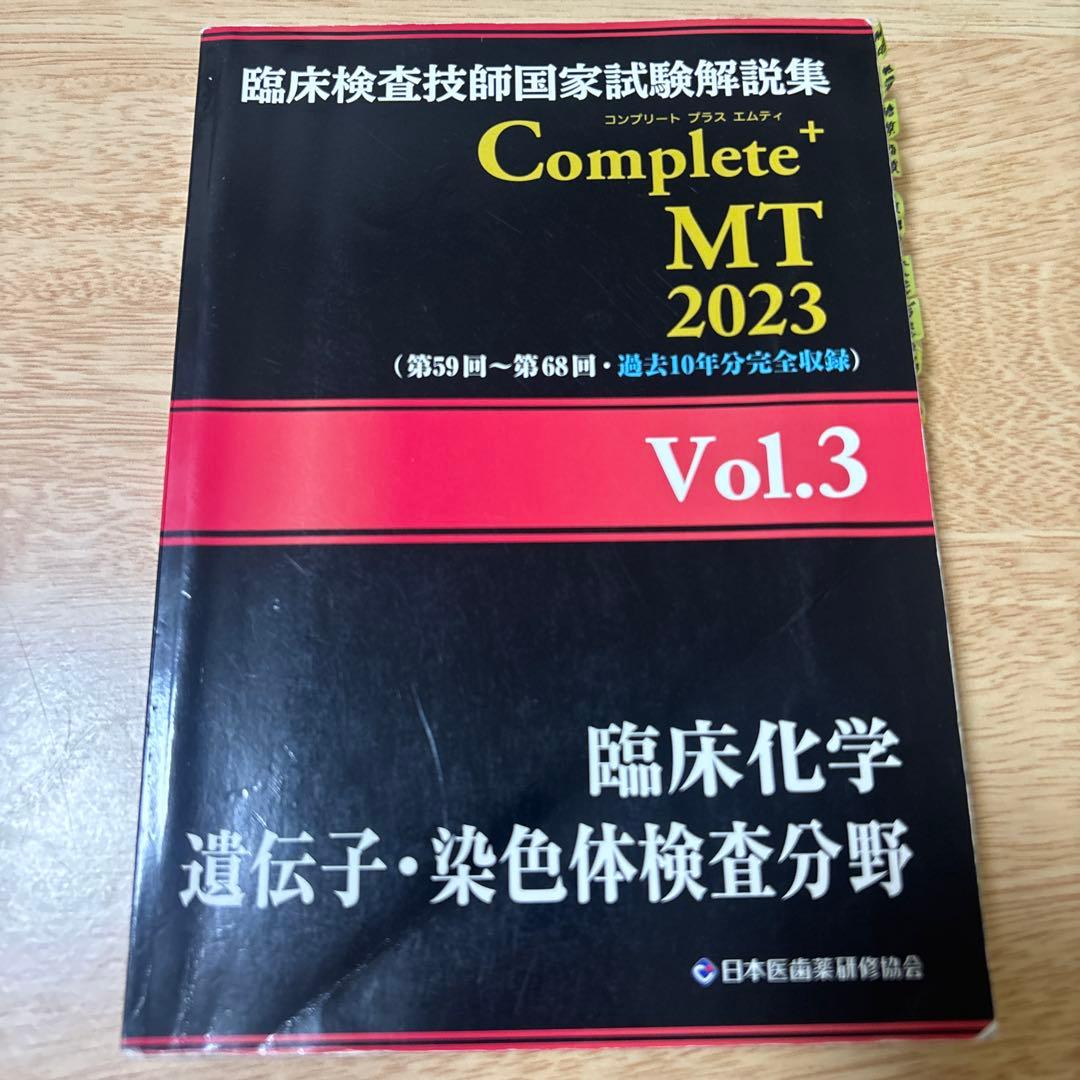 臨床検査技師国家試験解説集
コンプリート プラス エムティ
Complete+
MT
2023
(第59回～第68回・過去10年分完全収録)
Vol.3
臨床化学
遺伝子・染色体検査分野
日本医歯薬研修協会